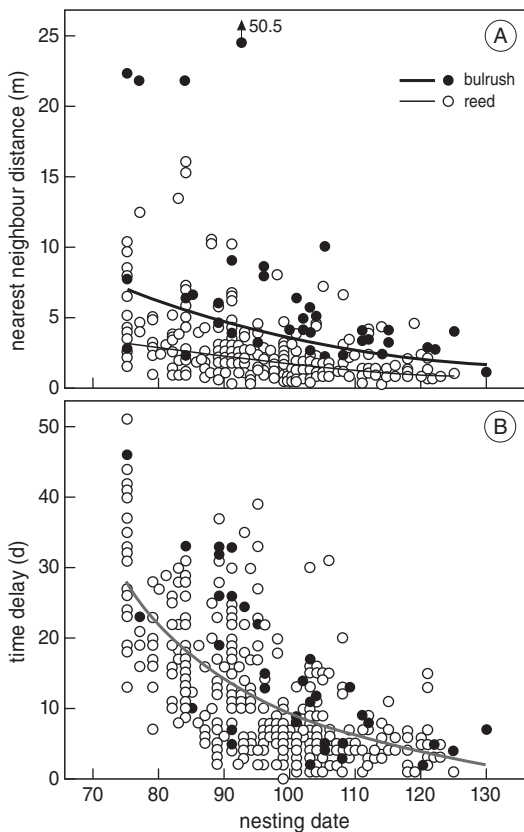 50.5
A
25
20
15
10
5
0
nearest neighbour distance (m)
bulrush
reed
B
50
40
30
20
10
0
time delay (d)
70 80 90 100 110 120 130
nesting date